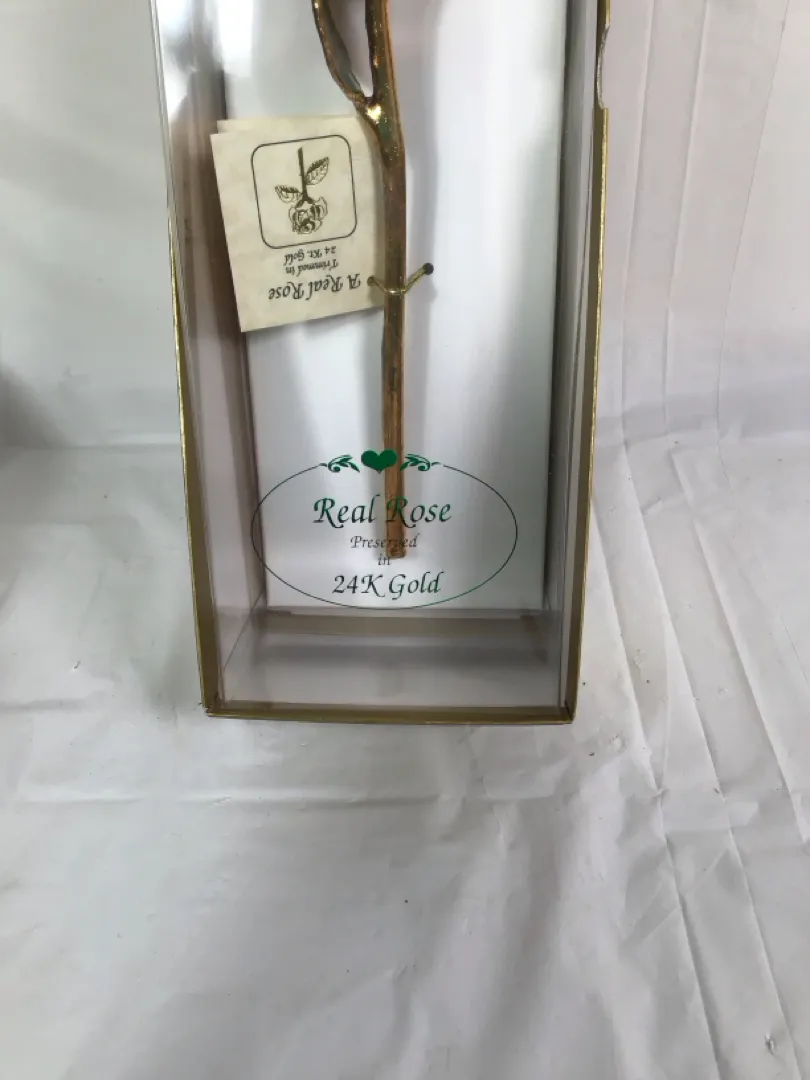 A Real Rose
Trimmed in
24 Kt. Gold
Real Rose
Preserved
in
24K Gold